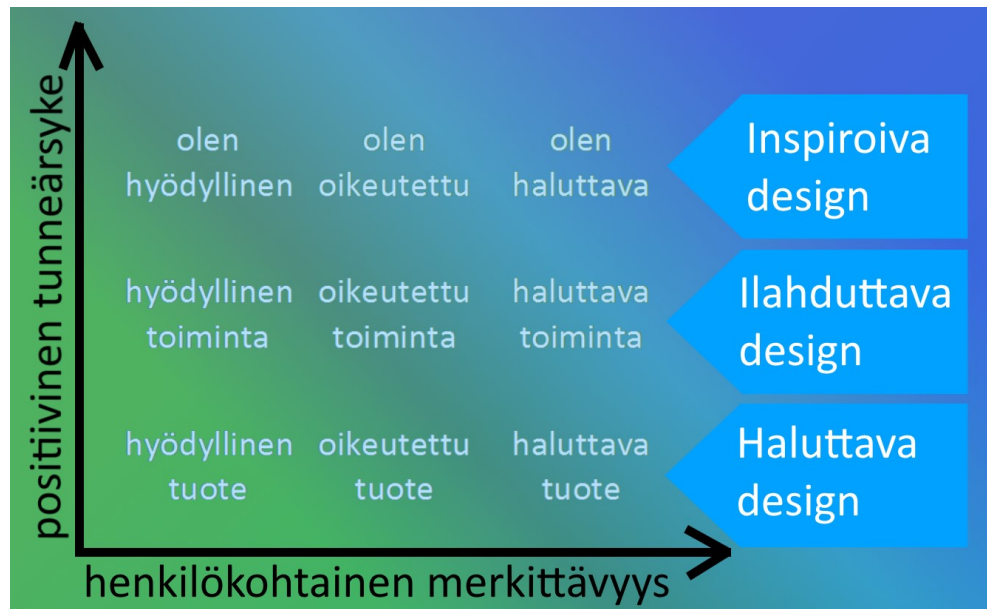 positiivinen tunneärsyke
olen
hyödyllinen
olen
oikeutettu
olen
haluttava
Inspiroiva
design
hyödyllinen
toiminta
oikeutettu
toiminta
haluttava
toiminta
Ilahduttava
design
hyödyllinen
tuote
oikeutettu
tuote
haluttava
tuote
Haluttava
design
henkilökohtainen merkittävyys